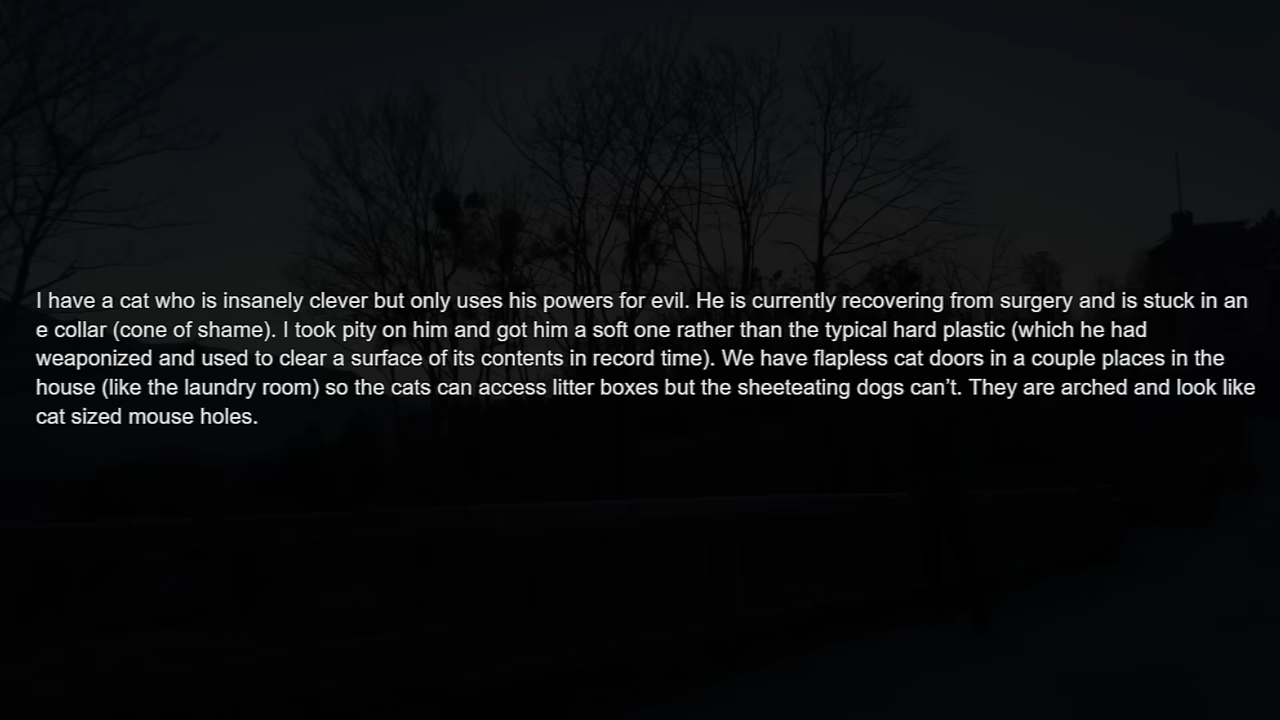 I have a cat who is insanely clever but only uses his powers for evil. He is currently recovering from surgery and is stuck in an
e collar (cone of shame). I took pity on him and got him a soft one rather than the typical hard plastic (which he had
weaponized and used to clear a surface of its contents in record time). We have flapless cat doors in a couple places in the
house (like the laundry room) so the cats can access litter boxes but the sheeteating dogs can’t. They are arched and look like
cat sized mouse holes.